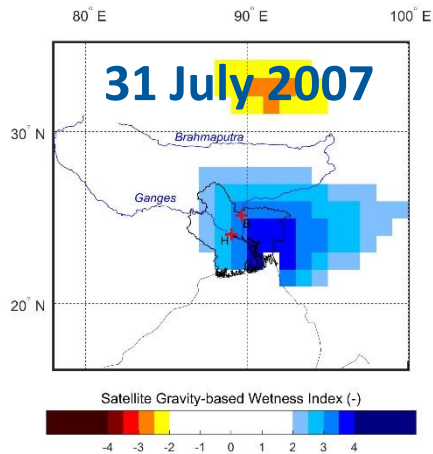 80° E 90° E 100° E
31 July 2007
30° N
Brahmaputra
Ganges
B
H
20° N
Satellite Gravity-based Wetness Index (-)
-4 -3 -2 -1 0 1 2 3 4